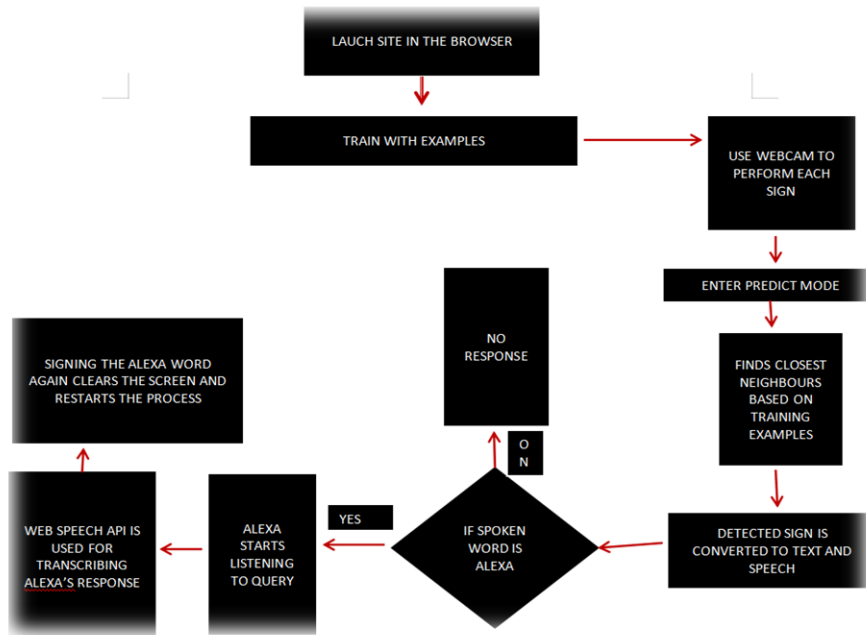 LAUCH SITE IN THE BROWSER
TRAIN WITH EXAMPLES
USE WEBCAM TO
PERFORM EACH
SIGN
ENTER PREDICT MODE
FINDS CLOSEST
NEIGHBOURS
BASED ON
TRAINING
EXAMPLES
DETECTED SIGN IS
CONVERTED TO TEXT AND
SPEECH
IF SPOKEN
WORD IS
ALEXA
O
N
NO
RESPONSE
YES
ALEXA
STARTS
LISTENING
TO QUERY
WEB SPEECH API IS
USED FOR
TRANSCRIBING
ALEXA'S RESPONSE
SIGNING THE ALEXA WORD
AGAIN CLEARS THE SCREEN AND
RESTARTS THE PROCESS